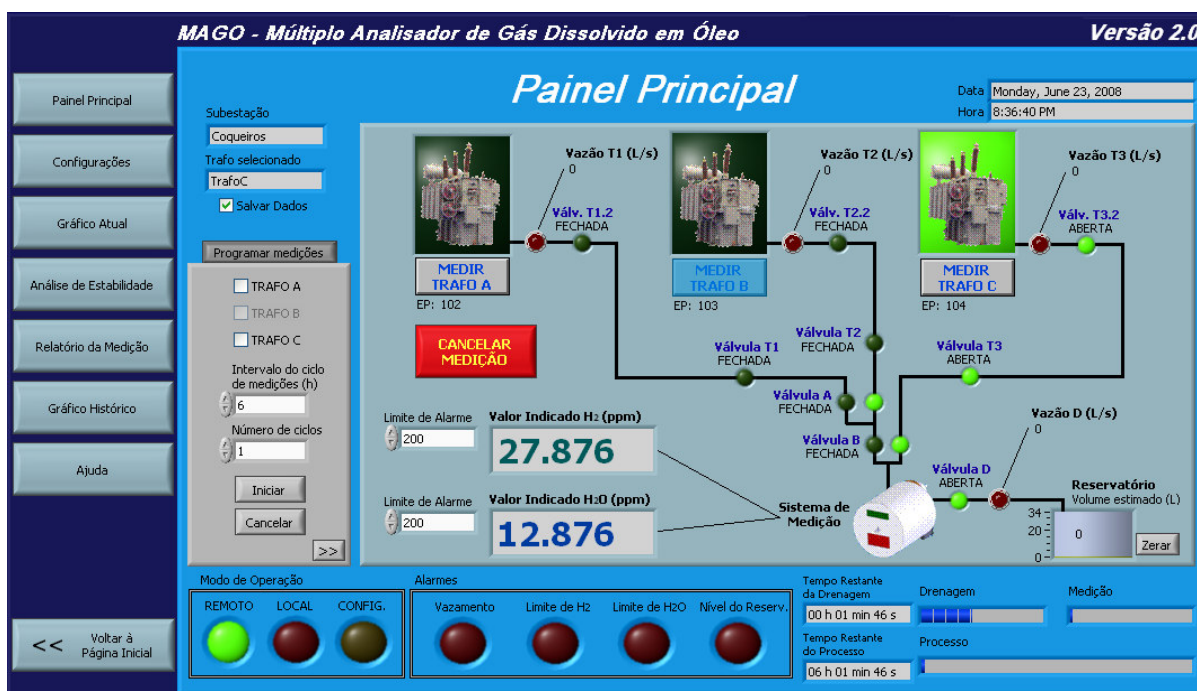 MAGO - Múltiplo Analisador de Gás Dissolvido em Óleo
Versão 2.0
Painel Principal
Configurações
Gráfico Atual
Análise de Estabilidade
Relatório da Medição
Gráfico Histórico
Ajuda
<< Voltar à
Página Inicial
Painel Principal
Data Monday, June 23, 2008
Hora 8:36:40 PM
Subestação
Coqueiros
Trafo selecionado
TrafoC
Salvar Dados
Programar medições
TRAFO A
TRAFO B
TRAFO C
Intervalo do ciclo
de medições (h)
6
Número de ciclos
1
Iniciar
Cancelar
>>
Vazão T1 (L/s)
0
Válv. T1.2
FECHADA
MEDIR
TRAFO A
EP: 102
Vazão T2 (L/s)
0
Válv. T2.2
FECHADA
MEDIR
TRAFO B
EP: 103
Vazão T3 (L/s)
0
Válv. T3.2
ABERTA
MEDIR
TRAFO C
EP: 104
CANCELAR
MEDIÇÃO
Válvula T1
FECHADA
Válvula T2
FECHADA
Válvula T3
ABERTA
Válvula A
FECHADA
Válvula B
FECHADA
Limite de Alarme
200
Valor Indicado H2 (ppm)
27.876
Limite de Alarme
200
Valor Indicado H2O (ppm)
12.876
Sistema de
Medição
Válvula D
ABERTA
Vazão D (L/s)
0
Reservatório
Volume estimado (L)
34
20
0
0
Zerar
Modo de Operação
REMOTO LOCAL CONFIG.
Alarmes
Vazamento Limite de H2 Limite de H2O Nível do Reserv.
Tempo Restante
da Drenagem
00 h 01 min 46 s
Drenagem
Medição
Tempo Restante
do Processo
06 h 01 min 46 s
Processo